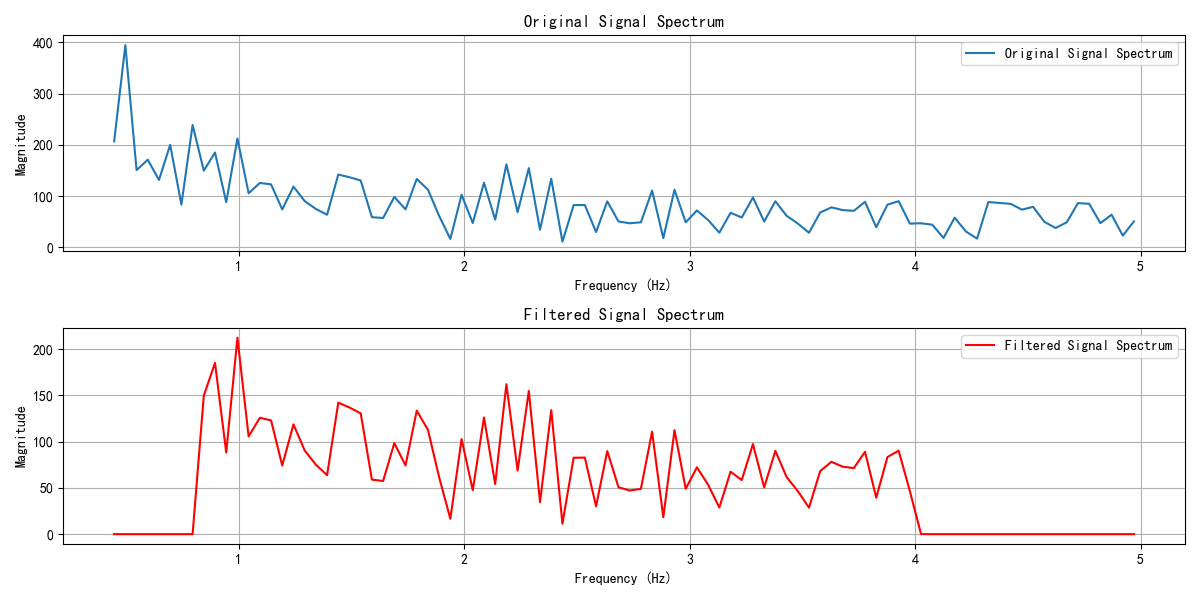 Original Signal Spectrum
400
300
200
100
0
Magnitude
Original Signal Spectrum
1
2
3
4
5
Frequency (Hz)
Filtered Signal Spectrum
200
150
100
50
0
Magnitude
Filtered Signal Spectrum
1
2
3
4
5
Frequency (Hz)